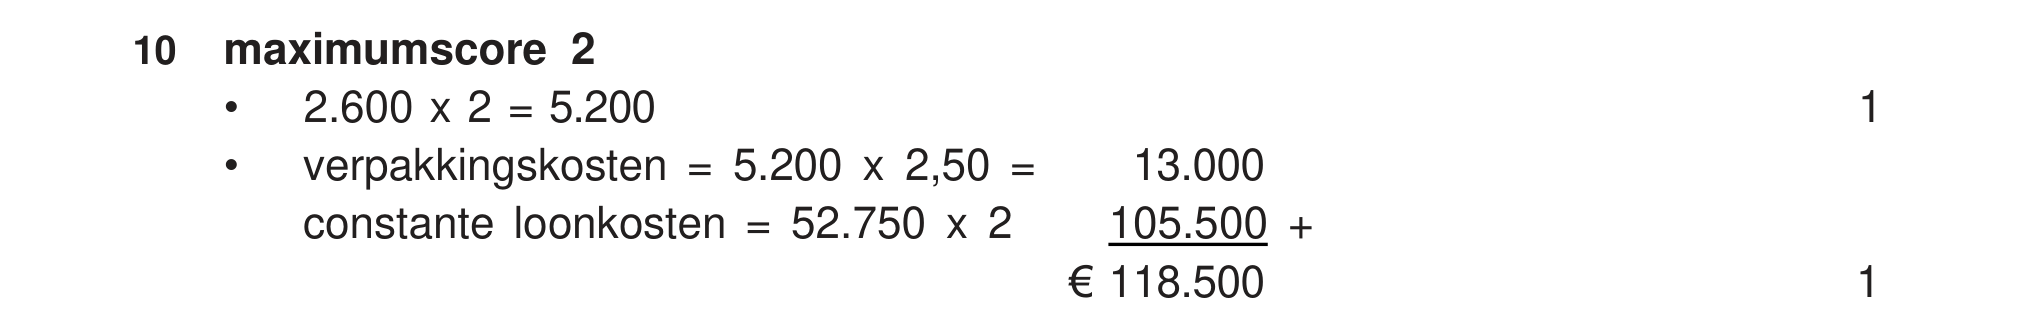 10 maximumscore 2
• 2.600 x 2 = 5.200 1
• verpakkingskosten = 5.200 x 2,50 = 13.000
constante loonkosten = 52.750 x 2 105.500 +
€ 118.500 1